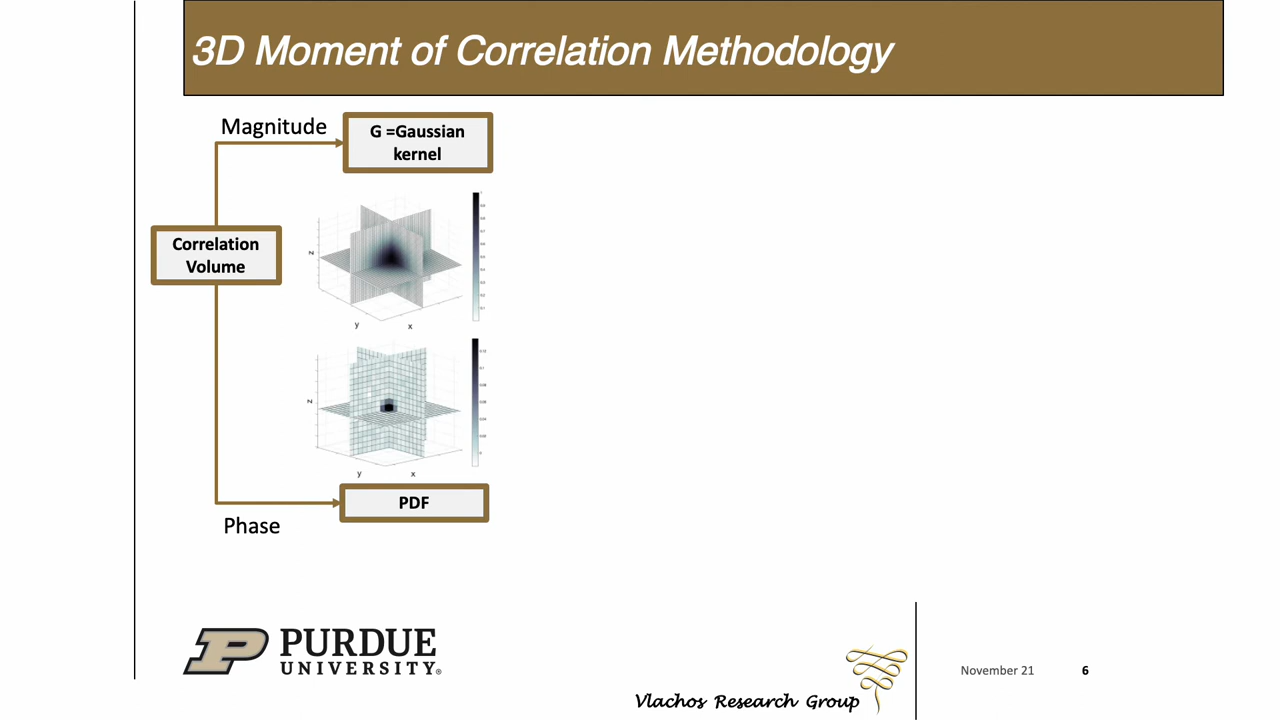 3D Moment of Correlation Methodology
Magnitude
G =Gaussian
kernel
Correlation
Volume
z
y
x
z
y
x
PDF
Phase
PURDUE
UNIVERSITY®
Vlachos Research Group
November 21
6